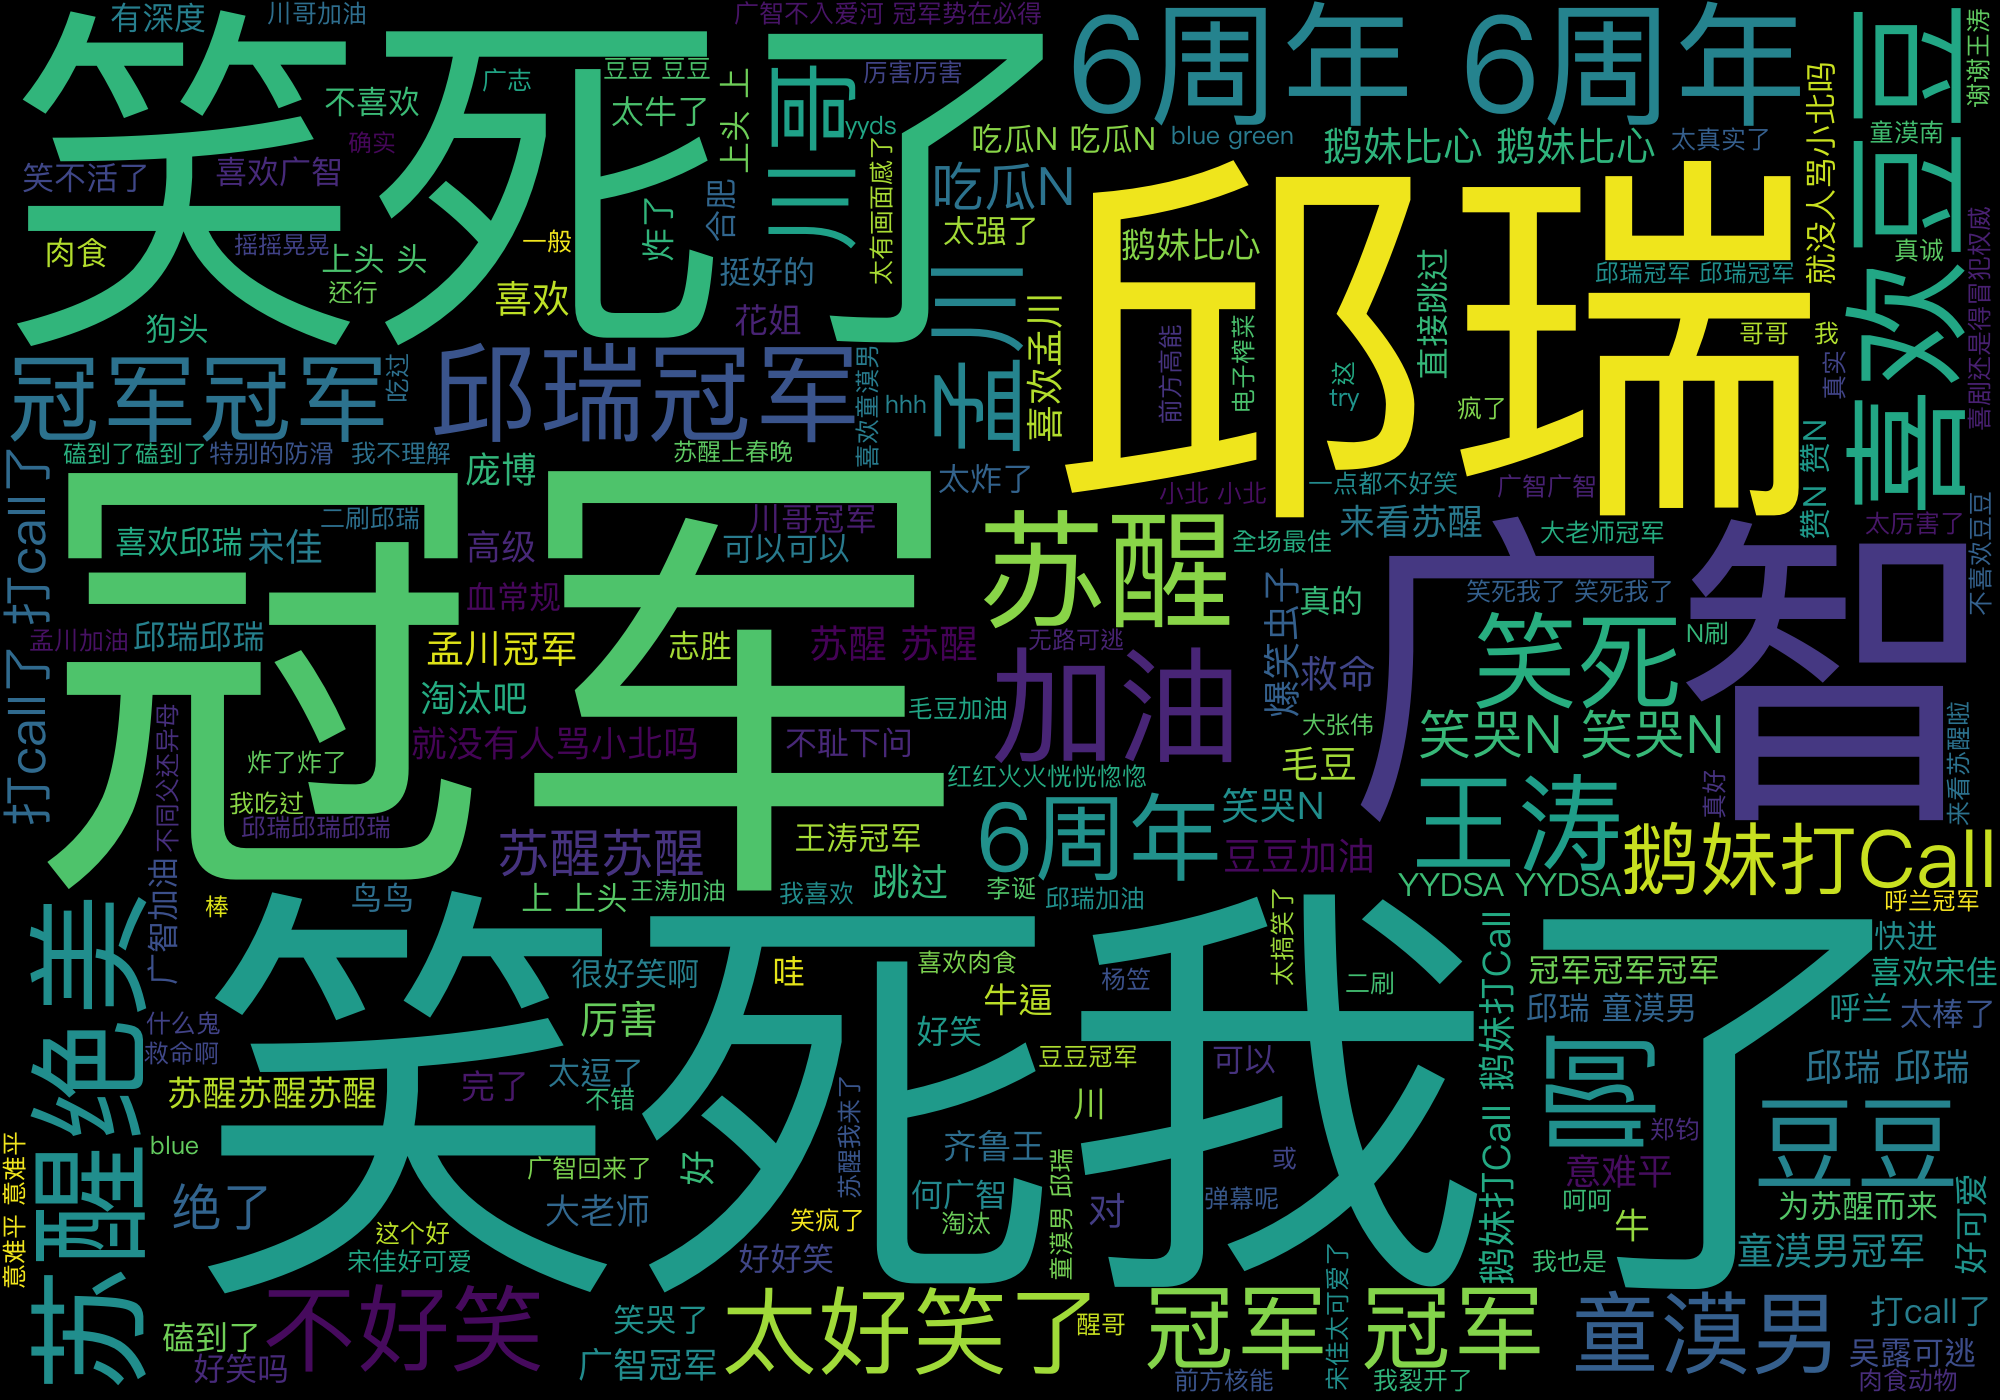 有深度
川哥加油
广智不入爱河 冠军势在必得
6周年 6周年
笑死了
川哥
喜欢豆豆
谢谢王涛
广志
豆豆 豆豆
厉害厉害
不喜欢
太牛了
上头 上
yyds
吃瓜N 吃瓜N
blue green
鹅妹比心 鹅妹比心
太真实了
童漠南
就没人骂小北吗
确实
笑不活了
喜欢广智
合肥
炸了
太有画面感了
吃瓜N
太强了
邱瑞
肉食
摇摇晃晃
上头 头
一般
挺好的
鹅妹比心
真诚
喜剧还是得冒犯权威
还行
喜欢
花姐
孟川
喜欢孟川
直接跳过
邱瑞冠军 邱瑞冠军
狗头
前方高能
电子榨菜
哥哥
我
冠军冠军
吃过
邱瑞冠军
喜欢童漠男
hhh
这
try
疯了
真实
磕到了磕到了
特别的防滑
我不理解
庞博
苏醒上春晚
太炸了
小北 小北
一点都不好笑
广智广智
赞N 赞N
打call了 打call了
冠军
二刷邱瑞
川哥冠军
苏醒
来看苏醒
大老师冠军
太厉害了
不喜欢豆豆
喜欢邱瑞
宋佳
高级
可以可以
全场最佳
广智
血常规
爆笑虫子
真的
笑死我了 笑死我了
孟川加油
邱瑞邱瑞
孟川冠军
志胜
苏醒 苏醒
无路可逃
笑死
N刷
加油
救命
淘汰吧
毛豆加油
大张伟
笑哭N 笑哭N
不同父还异母
就没有人骂小北吗
不耻下问
毛豆
来看苏醒啦
炸了炸了
红红火火恍恍惚惚
王涛
真好
我吃过
邱瑞邱瑞邱瑞
苏醒苏醒
王涛冠军
6周年
笑哭N
豆豆加油
鹅妹打Call
广智加油
鸟鸟
上 上头
王涛加油
我喜欢
跳过
李诞
邱瑞加油
YYDSA YYDSA
呼兰冠军
棒
苏醒绝美
笑死我了
很好笑啊
哇
喜欢肉食
杨笠
太搞笑了
二刷
鹅妹打Call 鹅妹打Call
冠军冠军冠军
快进
喜欢宋佳
厉害
牛逼
邱瑞 童漠男
呼兰
太棒了
什么鬼
救命啊
好笑
豆豆冠军
可以
啊
邱瑞 邱瑞
苏醒苏醒苏醒
完了
太逗了
不错
苏醒我来了
川
豆豆
郑钧
意难平 意难平
blue
齐鲁王
童漠男 邱瑞
或
意难平
绝了
广智回来了
好
何广智
对
弹幕呢
呵呵
为苏醒而来
好可爱
大老师
淘汰
牛
这个好
笑疯了
宋佳好可爱
好好笑
我也是
童漠男冠军
不好笑
太好笑了
冠军 冠军
宋佳太可爱了
童漠男
打call了
磕到了
笑哭了
醒哥
好笑吗
广智冠军
吴露可逃
前方核能
我裂开了
肉食动物